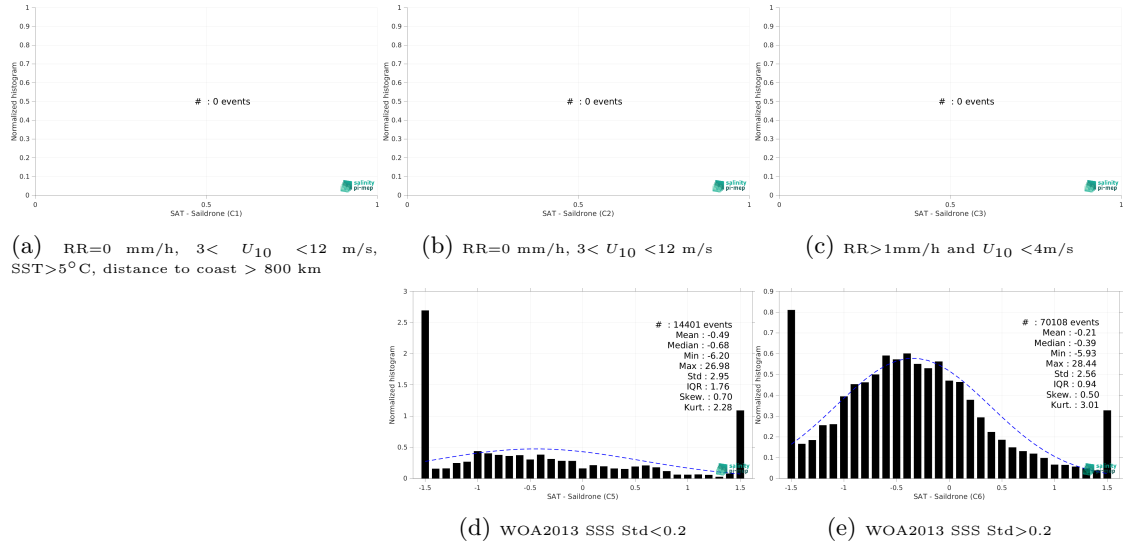 1
0.9
0.8
0.7
0.6
0.5
0.4
0.3
0.2
0.1
0
Normalized histogram
# : 0 events
salinity
pi-mep
0 0.5 1
SAT - Saildrone (C1)
1
0.9
0.8
0.7
0.6
0.5
0.4
0.3
0.2
0.1
0
Normalized histogram
# : 0 events
salinity
pi-mep
0 0.5 1
SAT - Saildrone (C2)
1
0.9
0.8
0.7
0.6
0.5
0.4
0.3
0.2
0.1
0
Normalized histogram
# : 0 events
salinity
pi-mep
0 0.5 1
SAT - Saildrone (C3)
(a) RR=0 mm/h, 3< U10 <12 m/s,
SST>5°C, distance to coast > 800 km
(b) RR=0 mm/h, 3< U10 <12 m/s
(c) RR>1mm/h and U10 <4m/s
3
2.5
2
1.5
1
0.5
0
Normalized histogram
# : 14401 events
Mean : -0.49
Median : -0.68
Min : -6.20
Max : 26.98
Std : 2.95
IQR : 1.76
Skew. : 0.70
Kurt. : 2.28
salinity
pi-mep
-1.5 -1 -0.5 0 0.5 1 1.5
SAT - Saildrone (C5)
0.9
0.8
0.7
0.6
0.5
0.4
0.3
0.2
0.1
0
Normalized histogram
# : 70108 events
Mean : -0.21
Median : -0.39
Min : -5.93
Max : 28.44
Std : 2.56
IQR : 0.94
Skew. : 0.50
Kurt. : 3.01
salinity
pi-mep
-1.5 -1 -0.5 0 0.5 1 1.5
SAT - Saildrone (C6)
(d) WOA2013 SSS Std<0.2
(e) WOA2013 SSS Std>0.2